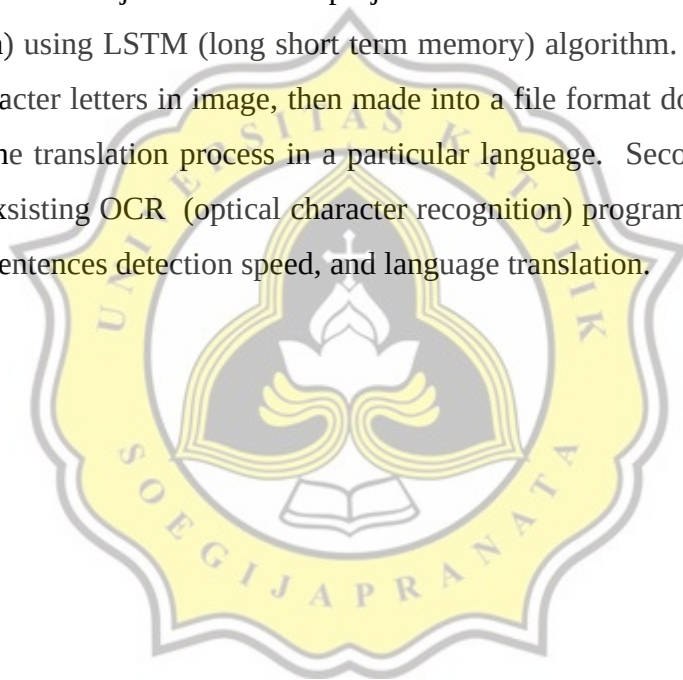 ) using LSTM (long short term memory) algorithm.
acter letters in image, then made into a file format do
he translation process in a particular language. Seco
xsisting OCR (optical character recognition) program
entences detection speed, and language translation.
UNIVERSITAS KATOLIK
SOEGIJAPRANATA